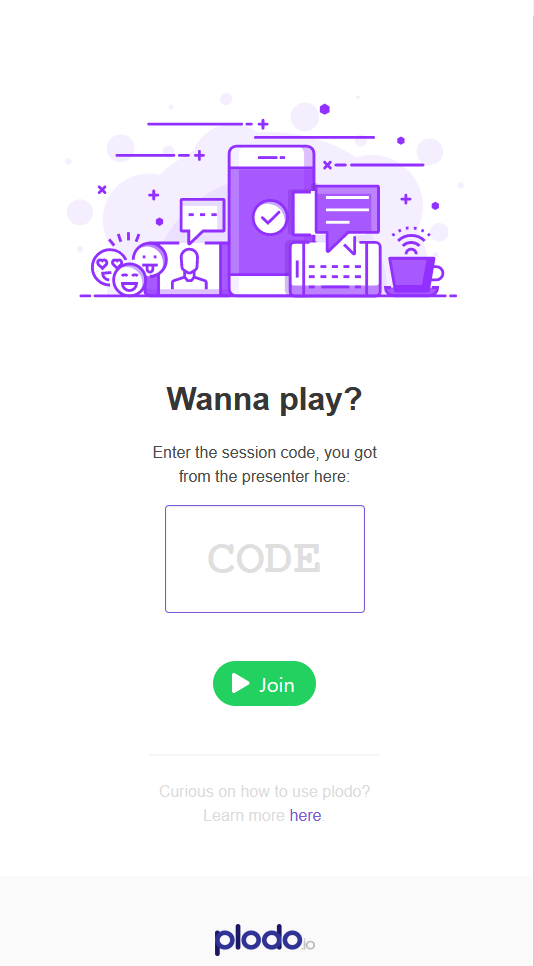 Wanna play?
Enter the session code, you got
from the presenter here:
CODE
Join
Curious on how to use plodo?
Learn more here
plodo.io